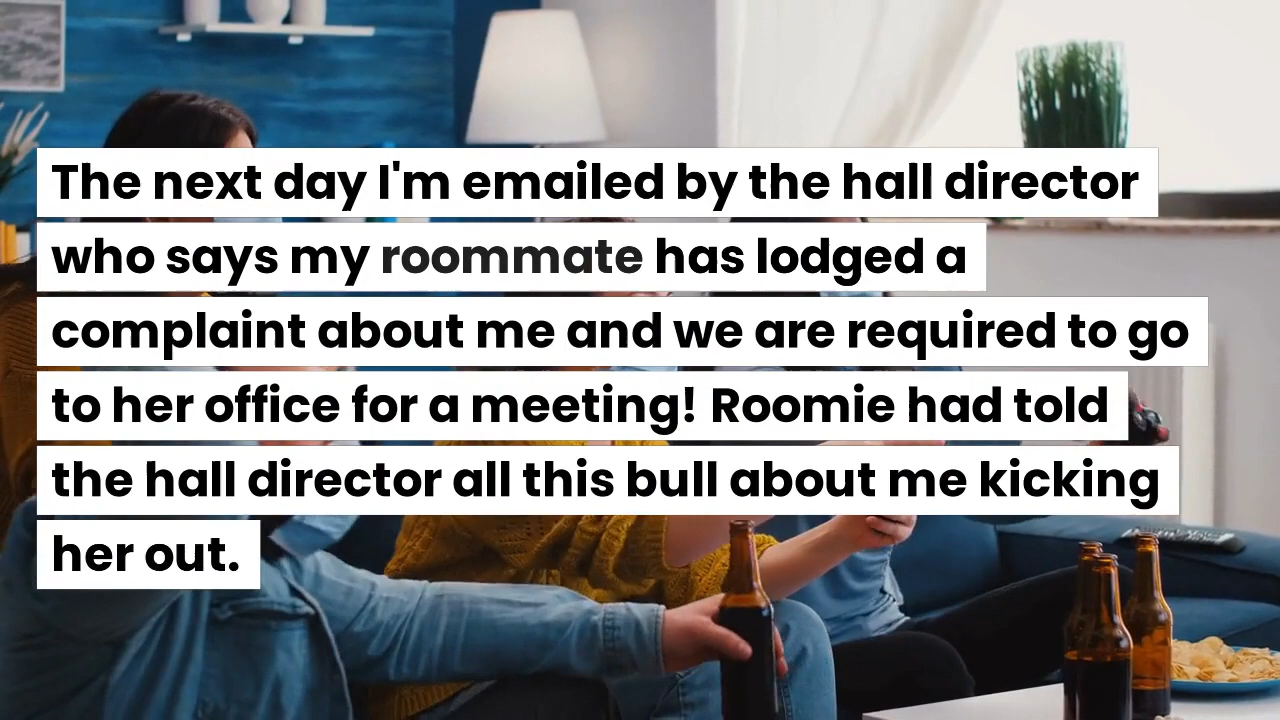 The next day I'm emailed by the hall director
who says my roommate has lodged a
complaint about me and we are required to go
to her office for a meeting! Roomie had told
the hall director all this bull about me kicking
her out.